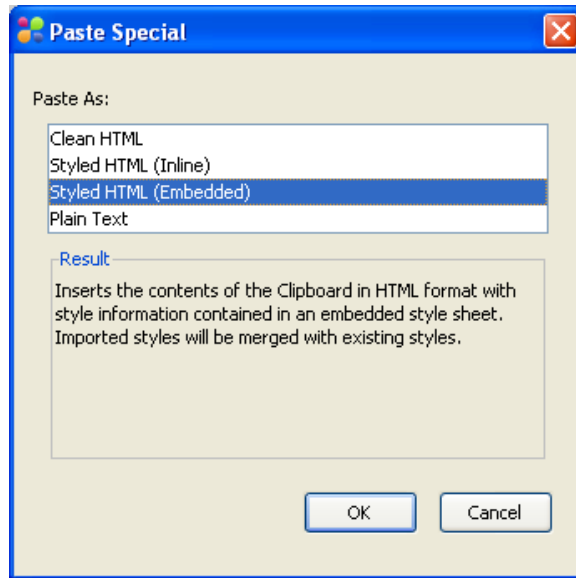 Paste Special
Paste As:
Clean HTML
Styled HTML (Inline)
Styled HTML (Embedded)
Plain Text
Result
Inserts the contents of the Clipboard in HTML format with
style information contained in an embedded style sheet.
Imported styles will be merged with existing styles.
OK
Cancel